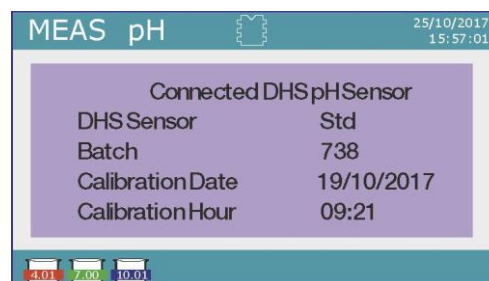 MEAS pH
25/10/2017
15:57:01
Connected DHS pH Sensor
DHS Sensor Std
Batch 738
Calibration Date 19/10/2017
Calibration Hour 09:21
4.01 7.00 10.01